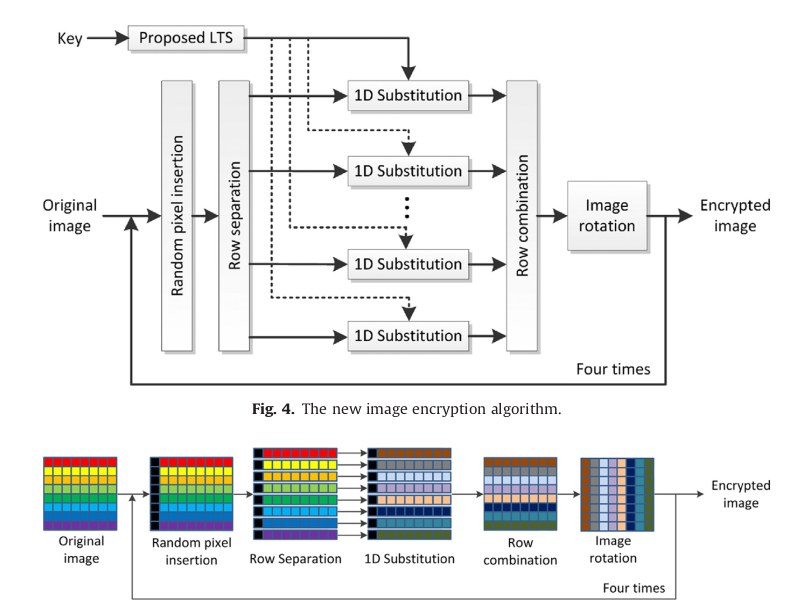 Key
Proposed LTS
Original
image
Random pixel insertion
Row separation
1D Substitution
1D Substitution
1D Substitution
1D Substitution
Row combination
Image
rotation
Encrypted
image
Four times
Fig. 4. The new image encryption algorithm.
Original
image
Random pixel
insertion
Row Separation
1D Substitution
Row
combination
Image
rotation
Encrypted
image
Four times